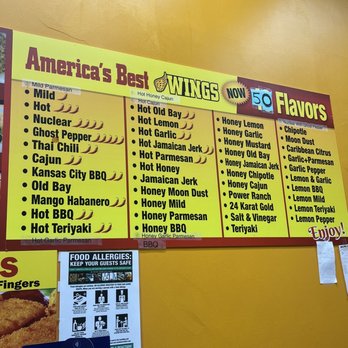 America's Best WINGS NOW 50 Flavors
Mild Parmesan
• Mild
• Hot
• Nuclear
• Ghost Pepper
• Thai Chili
• Cajun
• Kansas City BBQ
• Old Bay
• Mango Habanero
• Hot BBQ
• Hot Teriyaki
Hot Garlic Parmesan
Hot Honey Cajun
Hot Cajun
• Hot Old Bay
• Hot Lemon
• Hot Garlic
• Hot Jamaican Jerk
• Hot Parmesan
• Hot Honey
Jamaican Jerk
• Honey Moon Dust
• Honey Mild
• Honey Parmesan
• Honey BBQ
Honey Garlic Parmesan
BBQ
• Honey Lemon
• Honey Garlic
• Honey Mustard
• Honey Old Bay
• Honey Jamaican Jerk
• Honey Chipotle
• Honey Cajun
• Power Ranch
• 24 Karat Gold
• Salt & Vinegar
• Teriyaki
• Chipotle
• Moon Dust
• Caribbean Citrus
• Garlic+Parmesan
• Garlic Pepper
• Lemon & Garlic
• Lemon BBQ
• Lemon Mild
• Lemon Teriyaki
• Lemon Pepper
Enjoy!
S
Fingers
FOOD ALLERGIES:
KEEP YOUR GUESTS SAFE